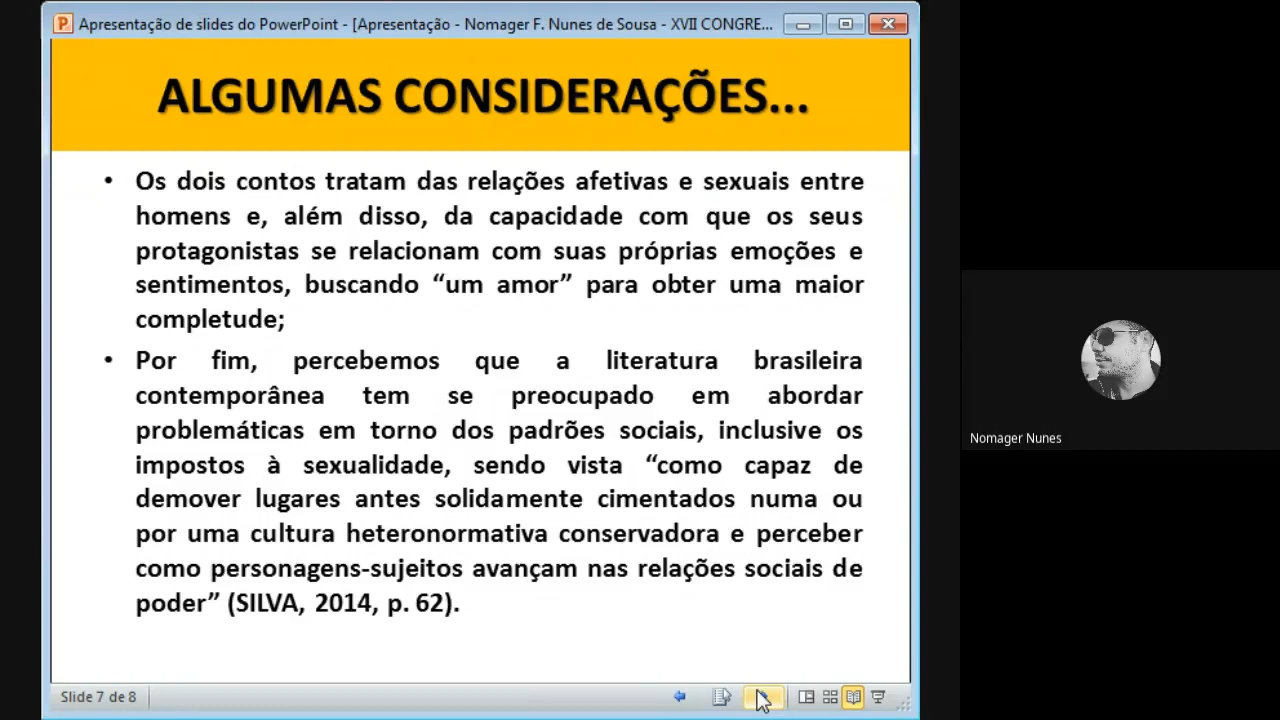 Apresentação de slides do PowerPoint - [Apresentação - Nomager F. Nunes de Sousa - XVII CONGRE...
ALGUMAS CONSIDERAÇÕES...
• Os dois contos tratam das relações afetivas e sexuais entre
homens e, além disso, da capacidade com que os seus
protagonistas se relacionam com suas próprias emoções e
sentimentos, buscando “um amor” para obter uma maior
completude;
• Por fim, percebemos que a literatura brasileira
contemporânea tem se preocupado em abordar
problemáticas em torno dos padrões sociais, inclusive os
impostos à sexualidade, sendo vista “como capaz de
demover lugares antes solidamente cimentados numa ou
por uma cultura heteronormativa conservadora e perceber
como personagens-sujeitos avançam nas relações sociais de
poder” (SILVA, 2014, p. 62).
Nomager Nunes
Slide 7 de 8